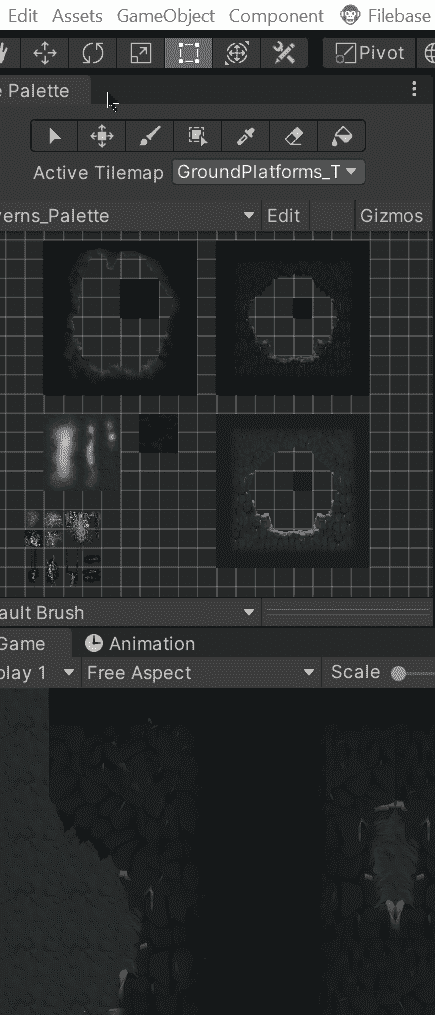 Edit Assets GameObject Component Filebase
Pivot
e Palette
Active Tilemap GroundPlatforms_T
verns_Palette Edit Gizmos
ault Brush
Game Animation
play 1 Free Aspect Scale